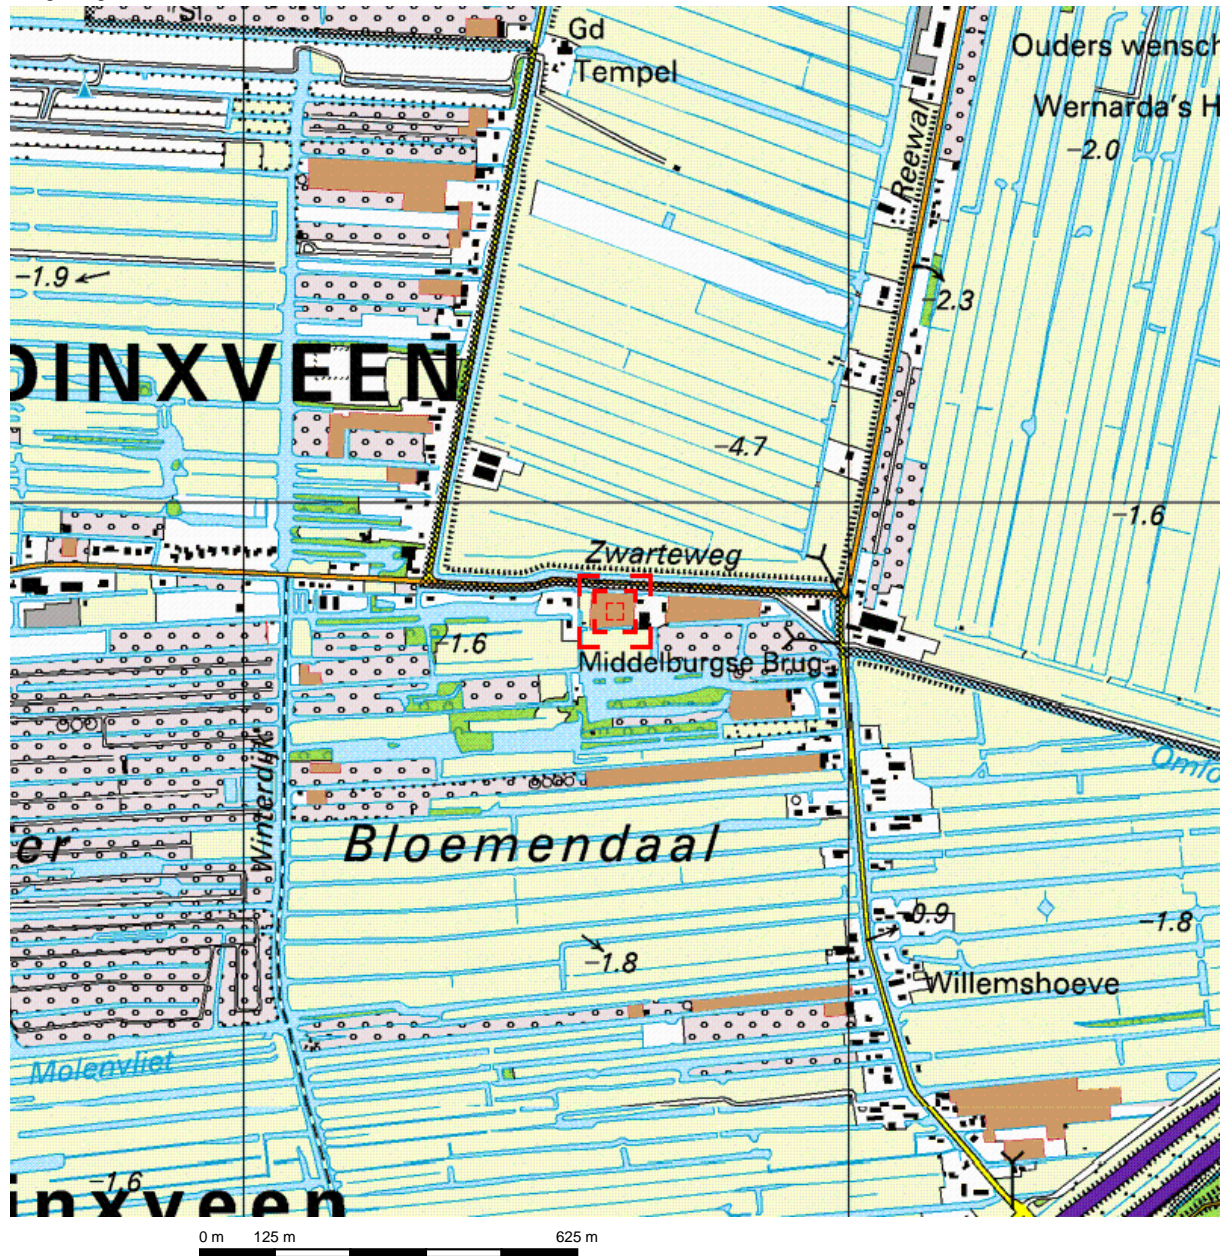 Gd
Tempel
Ouders wensch
Wernarda's H
−2.0
Reewal
−1.9
−2.3
DINXVEEN
−4.7
−1.6
Zwarteweg
−1.6
Middelburgse Brug
Winterdijk
Omlo
er
Bloemendaal
0.9
−1.8
−1.8
Willemshoeve
Molenvliet
−1.6
inxveen
0 m 125 m 625 m